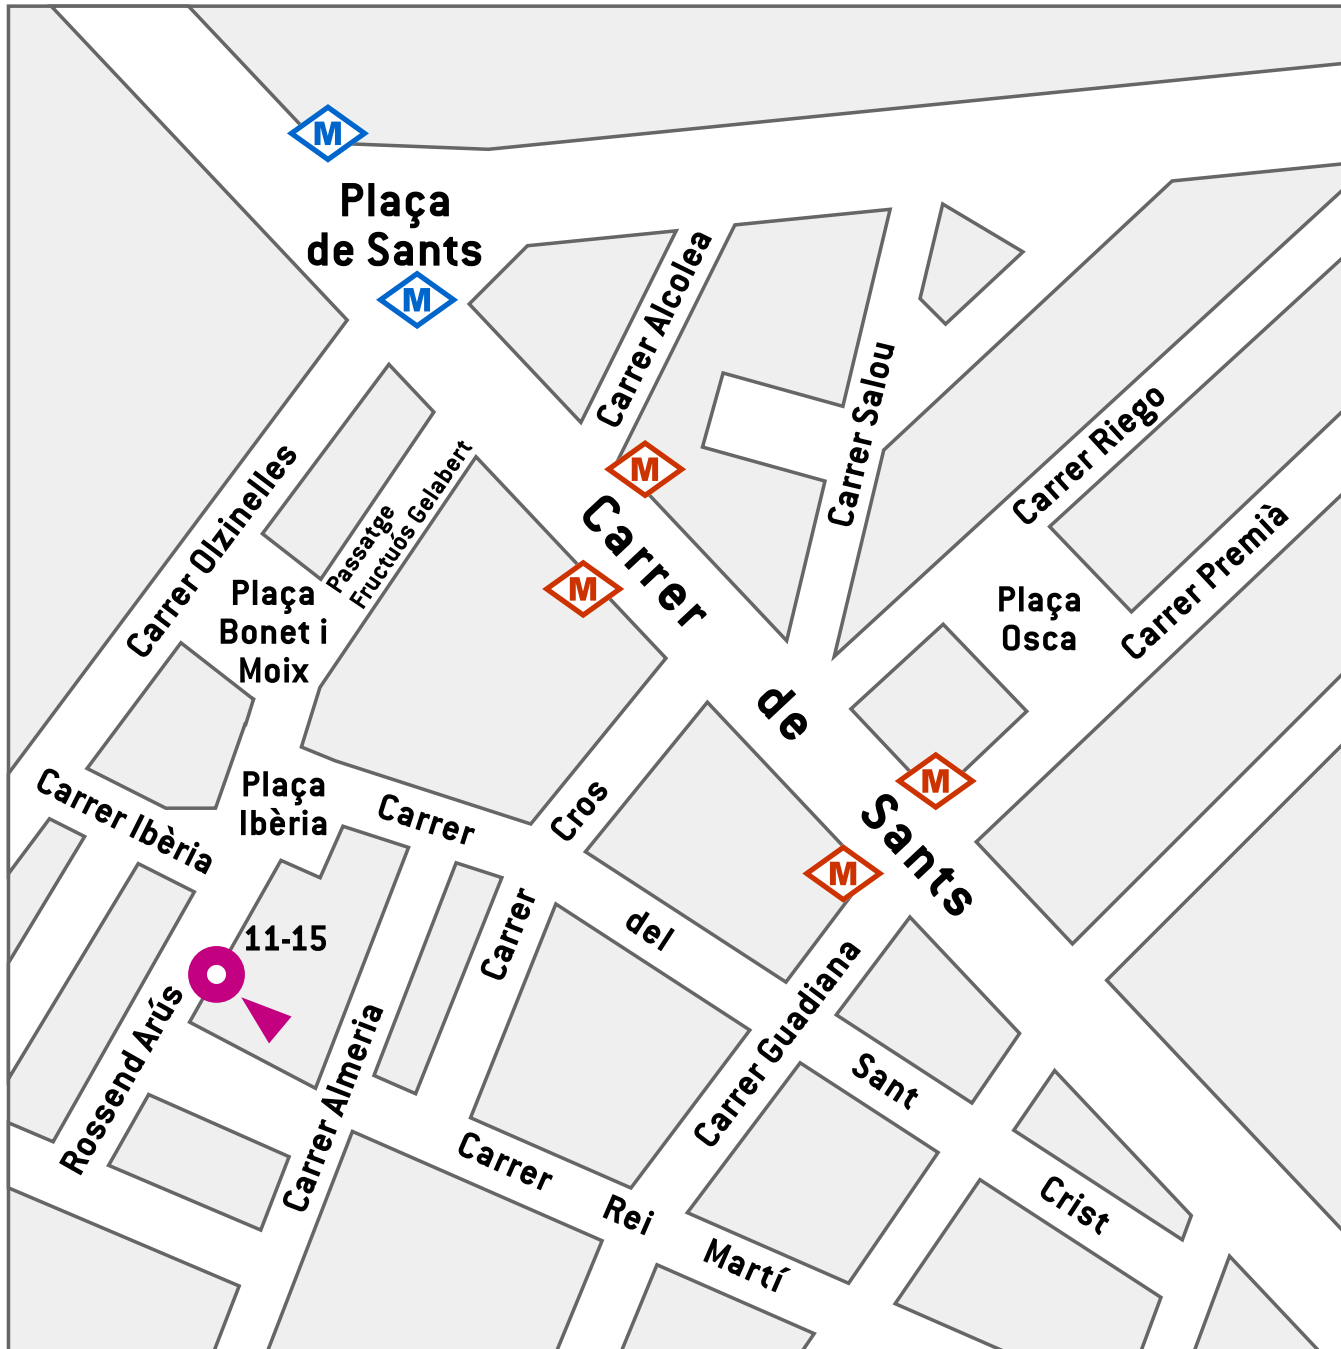 M
Plaça
de Sants
M
Carrer Alcolea
Carrer Salou
Carrer Riego
Carrer Premià
Plaça
Osca
M
M
Carrer
de
Sants
M
M
Carrer Olzinelles
Passatge
Fructuós Gelabert
Plaça
Bonet i
Moix
Plaça
Ibèria
Carrer Ibèria
Carrer
del
Sant
Crist
Carrer
Cros
11-15
Rossend Arús
Carrer Almeria
Carrer Guadiana
Carrer
Rei
Martí